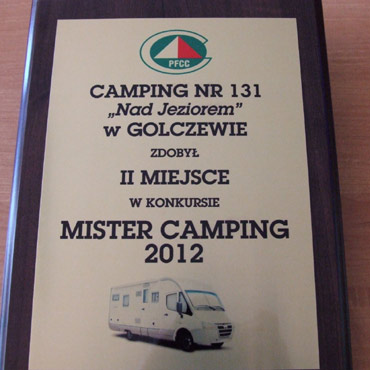 PFCC
CAMPING NR 131
„Nad Jeziorem”
w GOLCZEWIE
ZDOBYŁ
II MIEJSCE
W KONKURSIE
MISTER CAMPING
2012